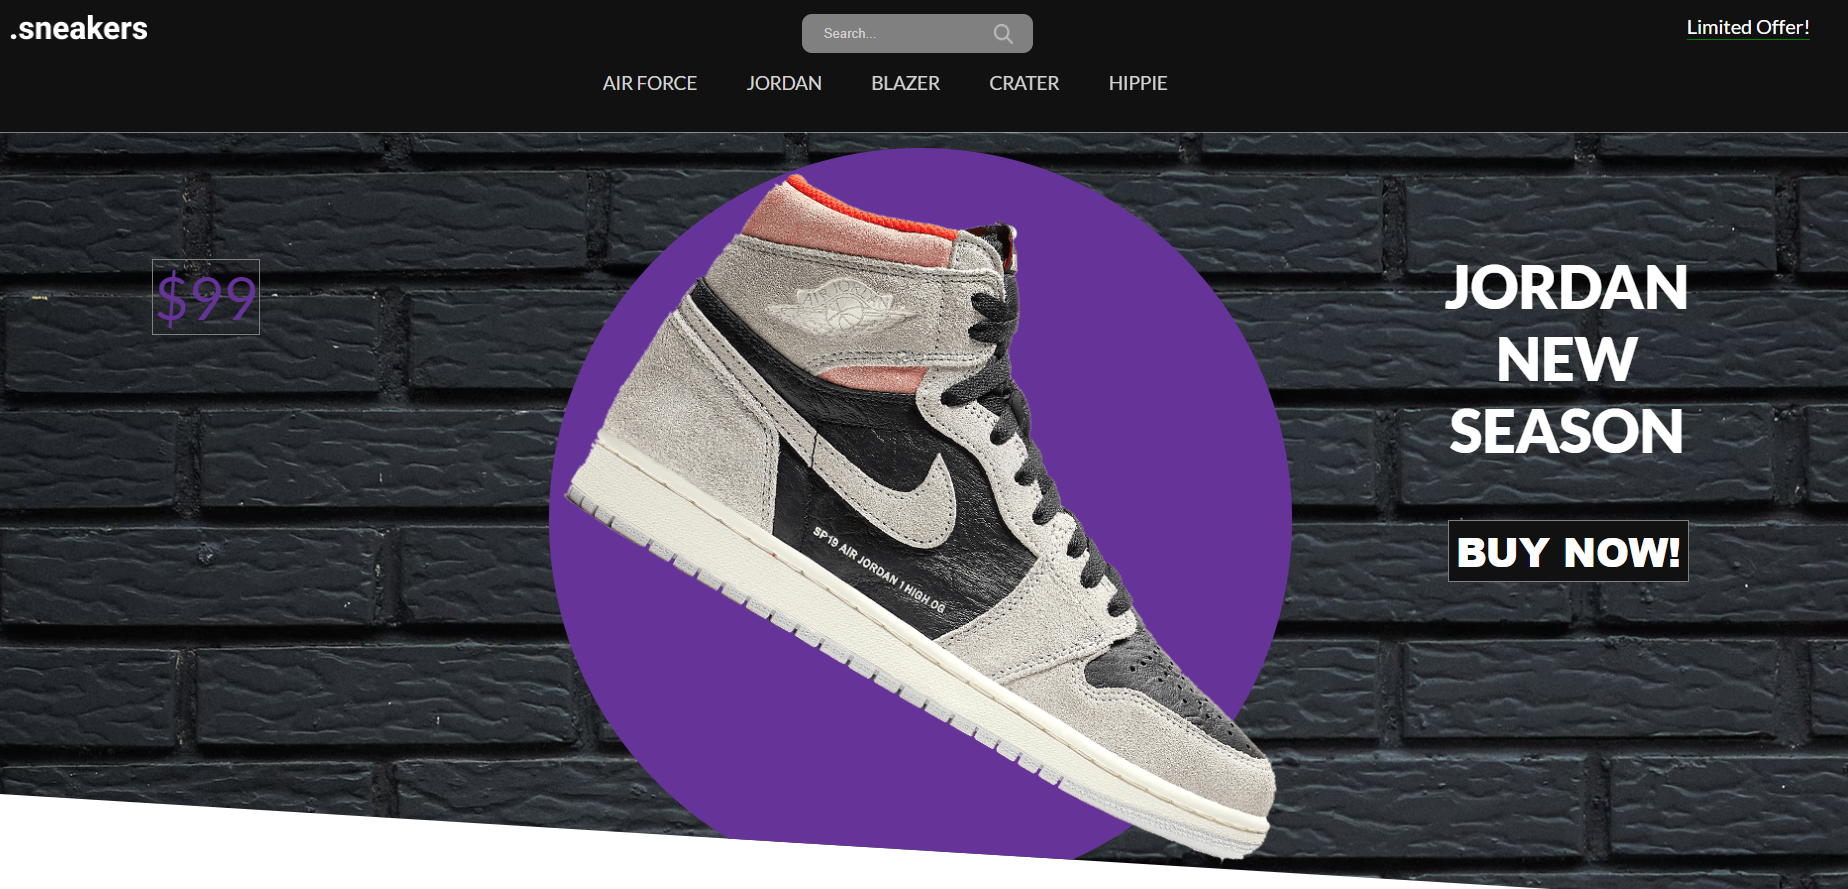 .sneakers
Search...
Limited Offer!
AIR FORCE JORDAN BLAZER CRATER HIPPIE
$99
JORDAN
NEW
SEASON
BUY NOW!
AIR JORDAN
SP19 AIR JORDAN 1 HIGH OG